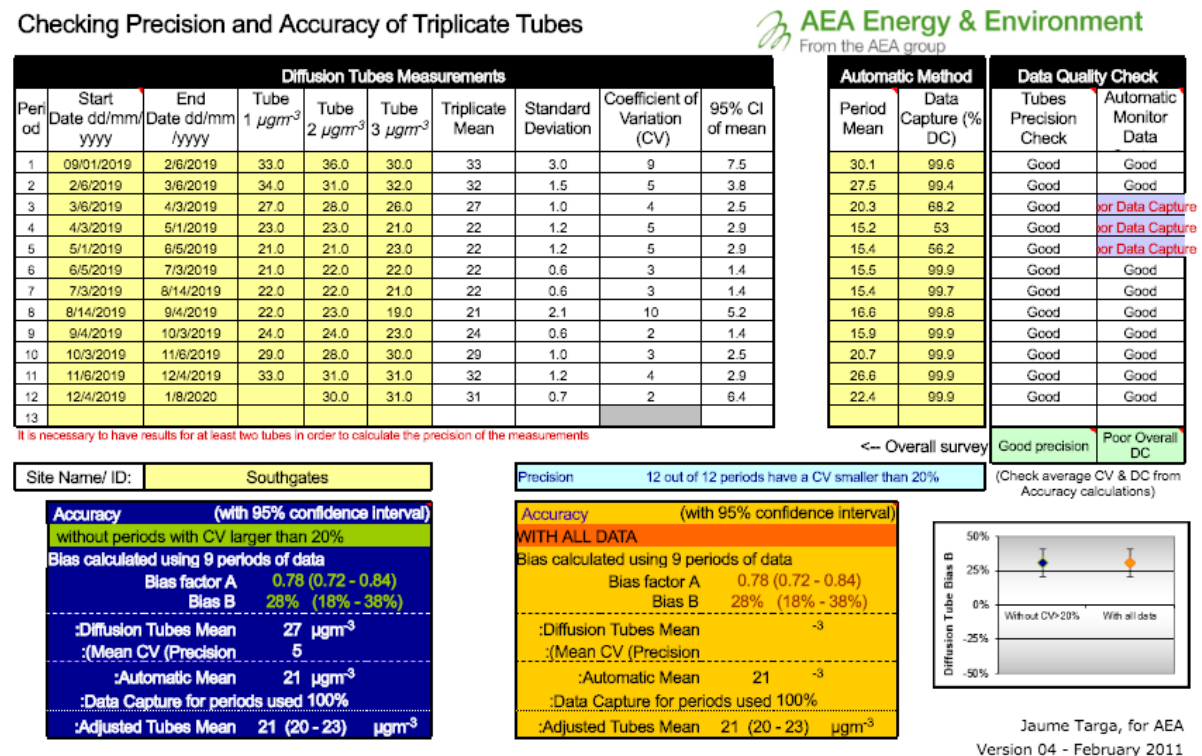 Checking Precision and Accuracy of Triplicate Tubes
AEA Energy & Environment
From the AEA group
Diffusion Tubes Measurements
Automatic Method
Data Quality Check
Period Start Date dd/mm/yyyy End Date dd/mm/yyyy Tube 1 µgm-3 Tube 2 µgm-3 Tube 3 µgm-3 Triplicate Mean Standard Deviation Coefficient of Variation (CV) 95% CI of mean Period Mean Data Capture (% DC) Tubes Precision Check Automatic Monitor Data
1 09/01/2019 2/6/2019 33.0 36.0 30.0 33 3.0 9 7.5 30.1 99.6 Good Good
2 2/6/2019 3/6/2019 34.0 31.0 32.0 32 1.5 5 3.8 27.5 99.4 Good Good
3 3/6/2019 4/3/2019 27.0 28.0 26.0 27 1.0 4 2.5 20.3 68.2 Good or Data Capture
4 4/3/2019 5/1/2019 23.0 23.0 21.0 22 1.2 5 2.9 15.2 53 Good or Data Capture
5 5/1/2019 6/5/2019 21.0 21.0 23.0 22 1.2 5 2.9 15.4 56.2 Good or Data Capture
6 6/5/2019 7/3/2019 21.0 22.0 22.0 22 0.6 3 1.4 15.5 99.9 Good Good
7 7/3/2019 8/14/2019 22.0 22.0 21.0 22 0.6 3 1.4 15.4 99.7 Good Good
8 8/14/2019 9/4/2019 22.0 23.0 19.0 21 2.1 10 5.2 16.6 99.8 Good Good
9 9/4/2019 10/3/2019 24.0 24.0 23.0 24 0.6 2 1.4 15.9 99.9 Good Good
10 10/3/2019 11/6/2019 29.0 28.0 30.0 29 1.0 3 2.5 20.7 99.9 Good Good
11 11/6/2019 12/4/2019 33.0 31.0 31.0 32 1.2 4 2.9 26.6 99.9 Good Good
12 12/4/2019 1/8/2020 30.0 31.0 31 0.7 2 6.4 22.4 99.9 Good Good
13
It is necessary to have results for at least two tubes in order to calculate the precision of the measurements
<-- Overall survey Good precision Poor Overall DC
(Check average CV & DC from Accuracy calculations)
Site Name/ ID: Southgates
Precision 12 out of 12 periods have a CV smaller than 20%
Accuracy (with 95% confidence interval)
without periods with CV larger than 20%
Bias calculated using 9 periods of data
Bias factor A 0.78 (0.72 - 0.84)
Bias B 28% (18% - 38%)
:Diffusion Tubes Mean 27 µgm-3
:(Mean CV (Precision 5
:Automatic Mean 21 µgm-3
:Data Capture for periods used 100%
:Adjusted Tubes Mean 21 (20 - 23) µgm-3
Accuracy (with 95% confidence interval)
WITH ALL DATA
Bias calculated using 9 periods of data
Bias factor A 0.78 (0.72 - 0.84)
Bias B 28% (18% - 38%)
:Diffusion Tubes Mean -3
:(Mean CV (Precision
:Automatic Mean 21 -3
:Data Capture for periods used 100%
:Adjusted Tubes Mean 21 (20 - 23) µgm-3
Diffusion Tube Bias B
50%
25%
0%
-25%
-50%
Without CV>20% With all data
Jaume Targa, for AEA
Version 04 - February 2011